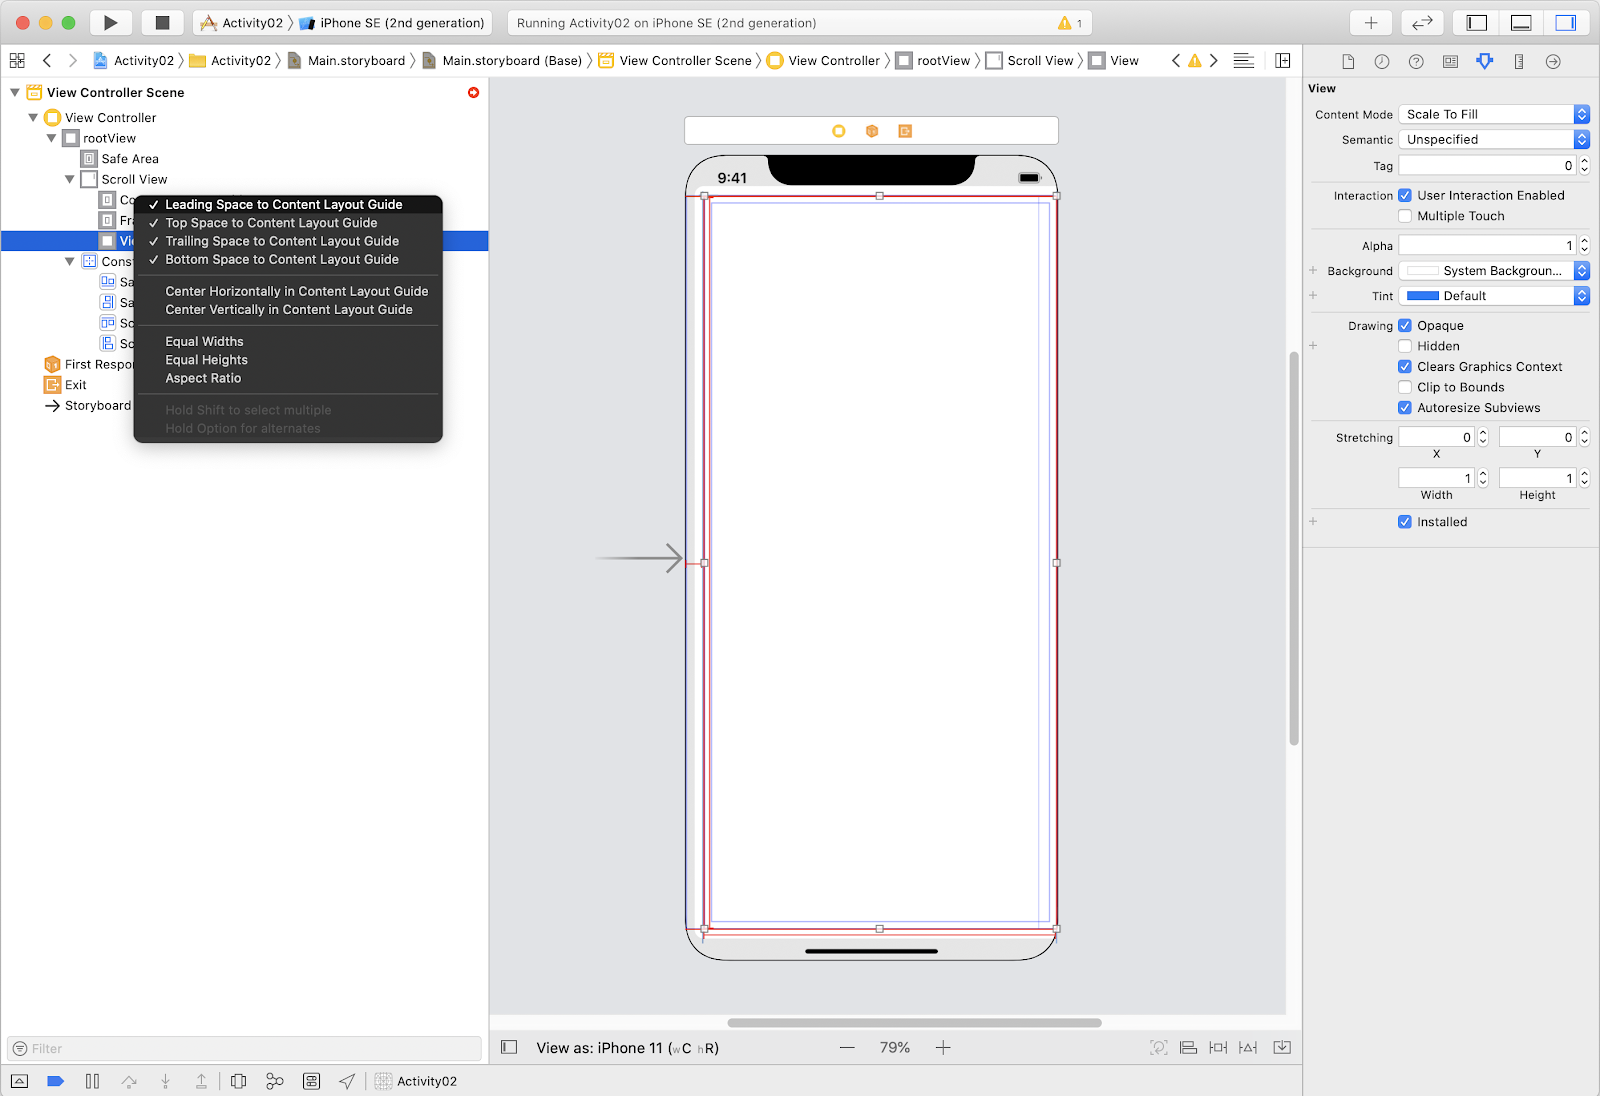 Activity02 〉 iPhone SE (2nd generation)
Running Activity02 on iPhone SE (2nd generation)
1
Activity02 〉 Activity02 〉 Main.storyboard 〉 Main.storyboard (Base) 〉 View Controller Scene 〉 View Controller 〉 rootView 〉 Scroll View 〉 View
View Controller Scene
View Controller
rootView
Safe Area
Scroll View
Co
Fra
Vie
Const
Sa
Sa
Sc
Sc
First Respo
Exit
Storyboard
✓ Leading Space to Content Layout Guide
✓ Top Space to Content Layout Guide
✓ Trailing Space to Content Layout Guide
✓ Bottom Space to Content Layout Guide
Center Horizontally in Content Layout Guide
Center Vertically in Content Layout Guide
Equal Widths
Equal Heights
Aspect Ratio
Hold Shift to select multiple
Hold Option for alternates
Filter
9:41
View as: iPhone 11 (wC hR)
79%
View
Content Mode Scale To Fill
Semantic Unspecified
Tag 0
Interaction User Interaction Enabled
Multiple Touch
Alpha 1
Background System Backgroun...
Tint Default
Drawing Opaque
Hidden
Clears Graphics Context
Clip to Bounds
Autoresize Subviews
Stretching 0 0
X Y
1 1
Width Height
Installed
Activity02